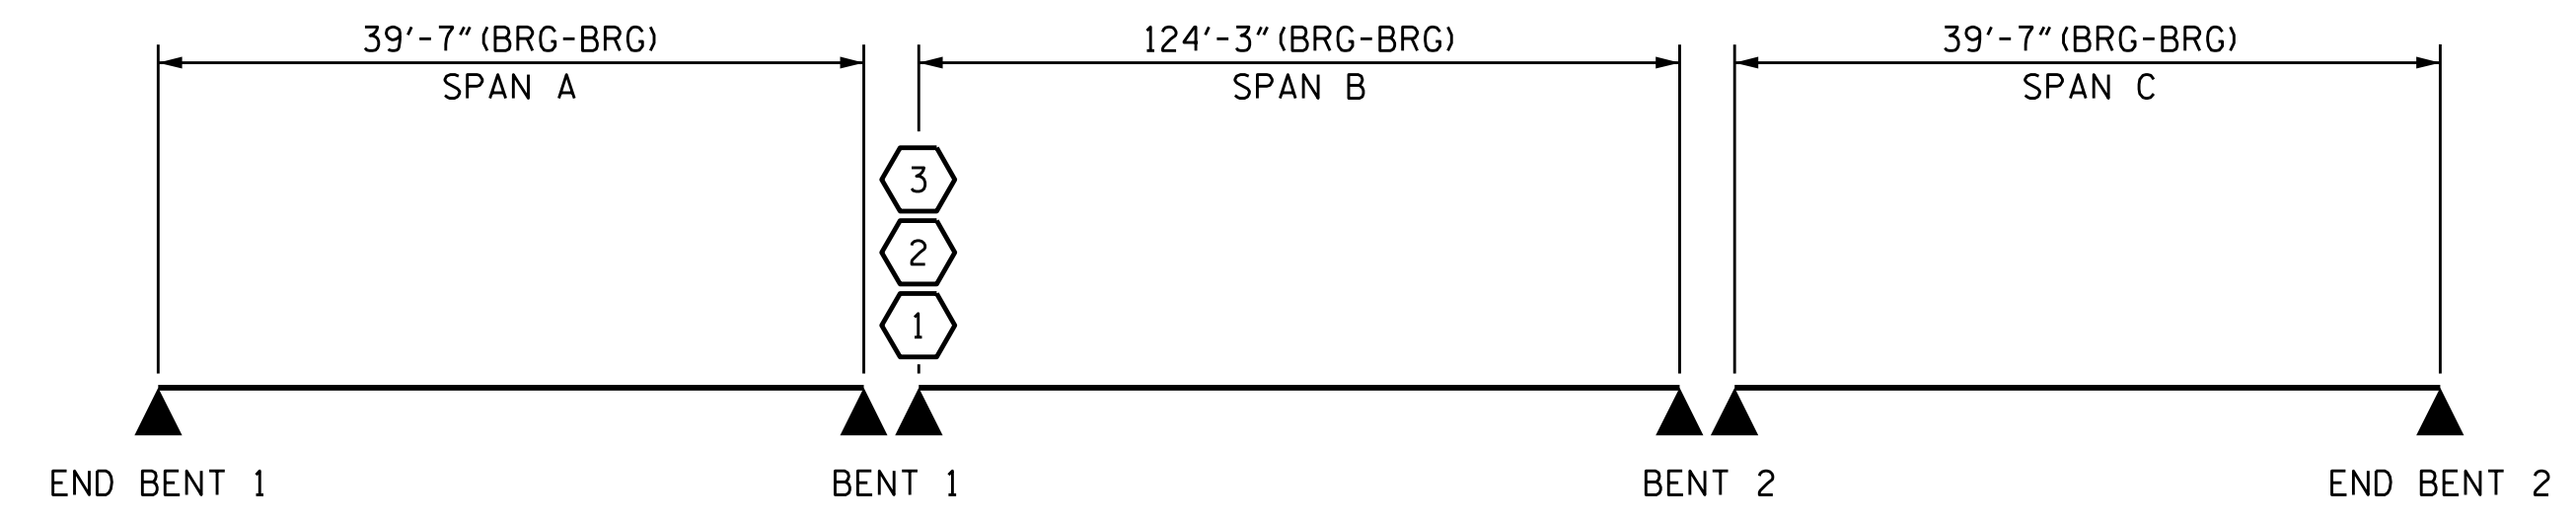 39'-7" (BRG-BRG)
SPAN A
124'-3" (BRG-BRG)
SPAN B
39'-7" (BRG-BRG)
SPAN C
3
2
1
END BENT 1
BENT 1
BENT 2
END BENT 2